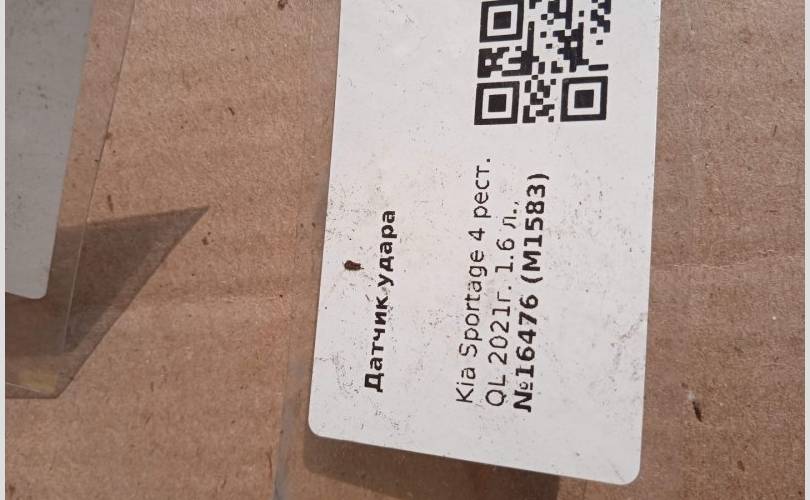 Датчик удара
Kia Sportage 4 рест.
QL 2021г. 1.6 л.,
№16476 (M1583)